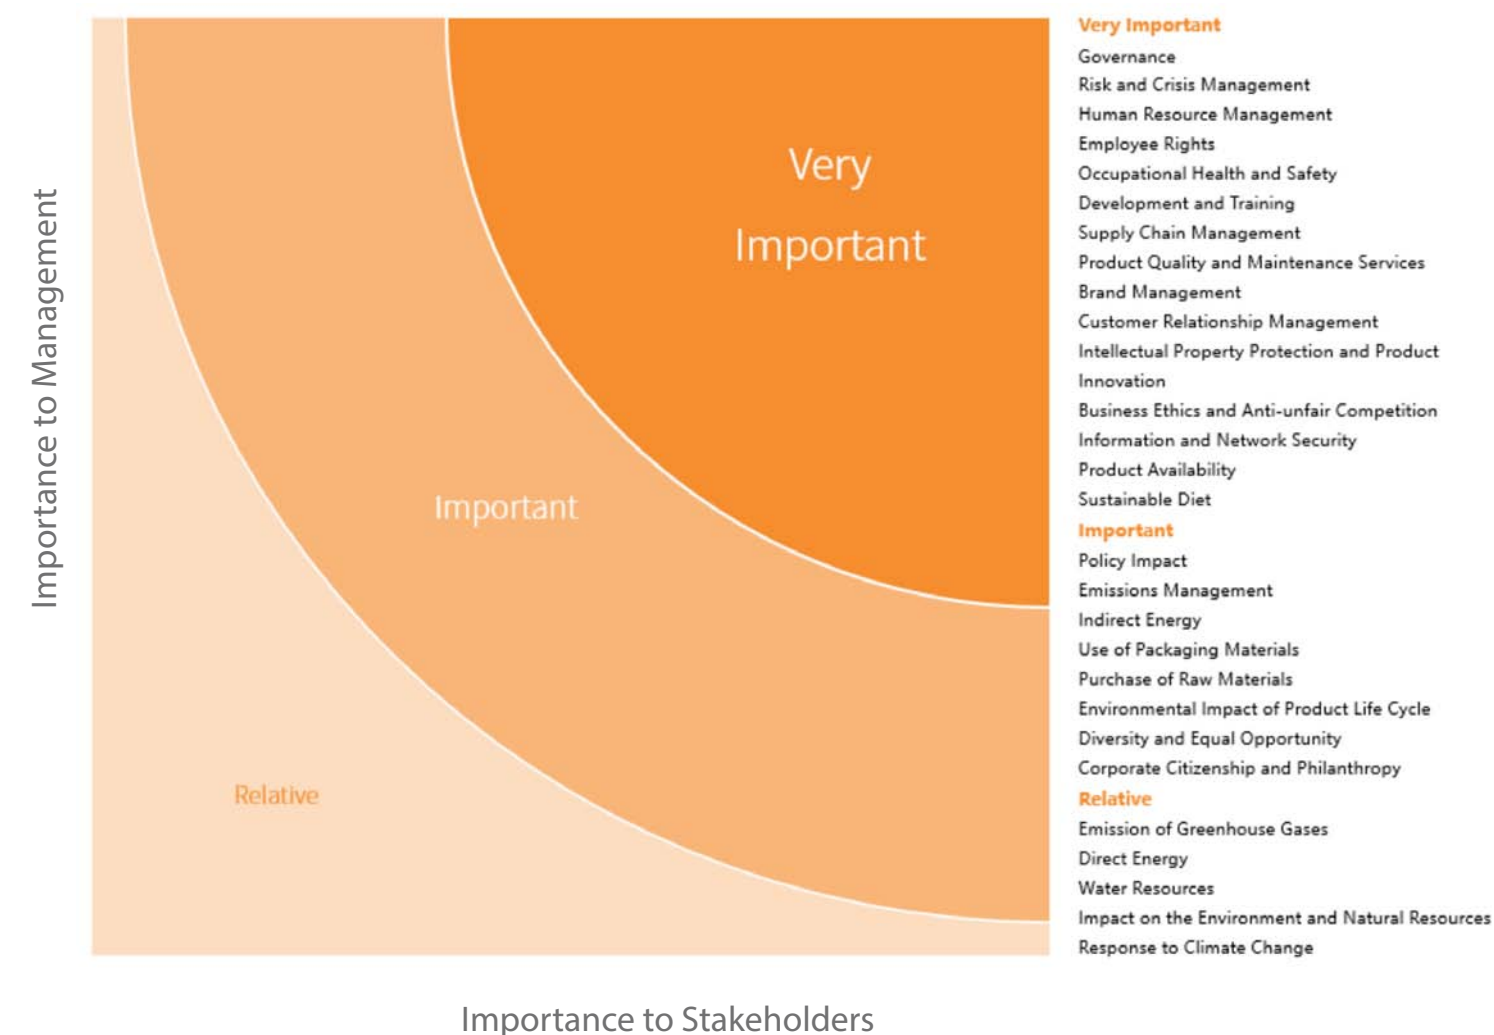 Importance to Management
Very
Important
Important
Relative
Importance to Stakeholders
Very Important
Governance
Risk and Crisis Management
Human Resource Management
Employee Rights
Occupational Health and Safety
Development and Training
Supply Chain Management
Product Quality and Maintenance Services
Brand Management
Customer Relationship Management
Intellectual Property Protection and Product
Innovation
Business Ethics and Anti-unfair Competition
Information and Network Security
Product Availability
Sustainable Diet
Important
Policy Impact
Emissions Management
Indirect Energy
Use of Packaging Materials
Purchase of Raw Materials
Environmental Impact of Product Life Cycle
Diversity and Equal Opportunity
Corporate Citizenship and Philanthropy
Relative
Emission of Greenhouse Gases
Direct Energy
Water Resources
Impact on the Environment and Natural Resources
Response to Climate Change